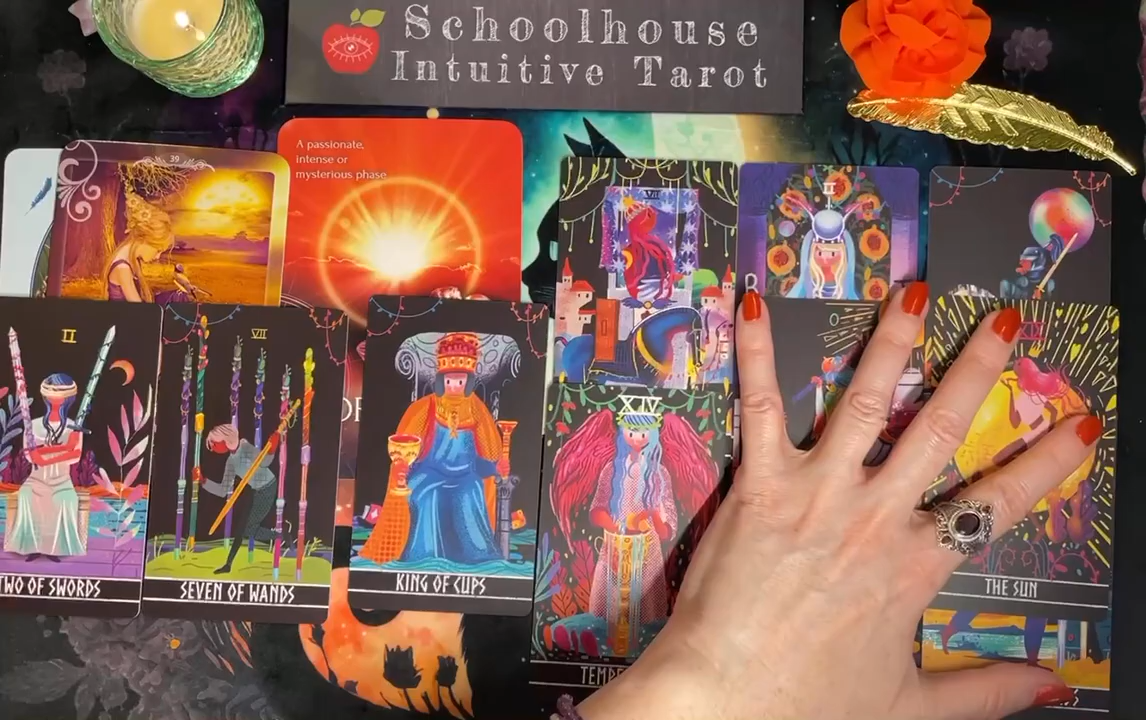 Schoolhouse
Intuitive Tarot
39
A passionate,
intense or
mysterious phase
VII
II
II
VII
XIV
TWO OF SWORDS
SEVEN OF WANDS
KING OF CUPS
THE SUN